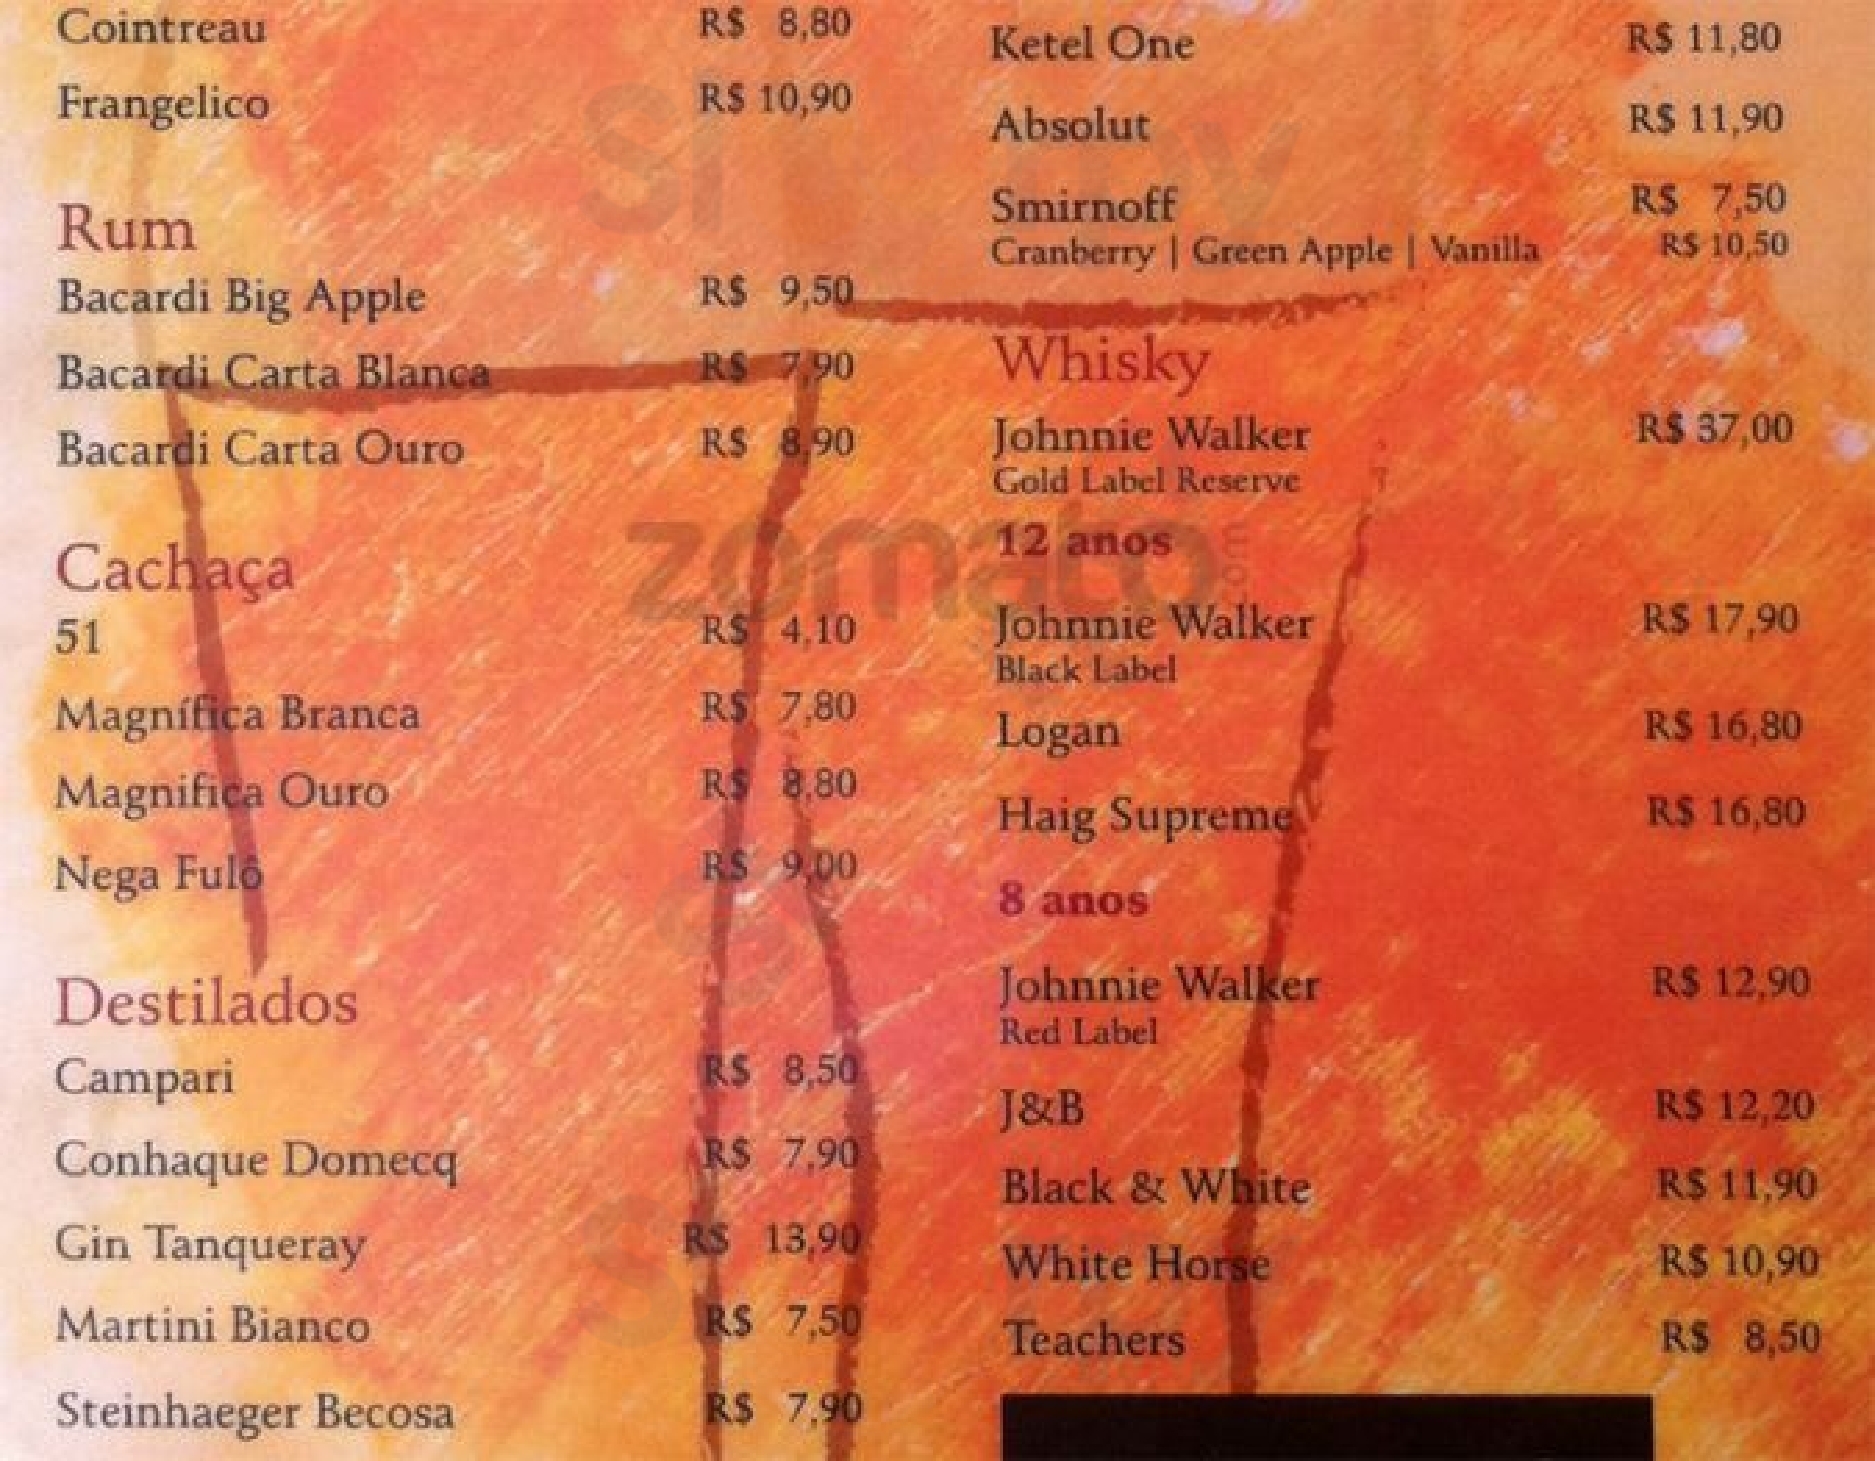 Cointreau R$ 8,80
Frangelico R$ 10,90
Rum
Bacardi Big Apple R$ 9,50
Bacardi Carta Blanca R$ 7,90
Bacardi Carta Ouro R$ 8,90
Cachaça
51 R$ 4,10
Magnífica Branca R$ 7,80
Magnifica Ouro R$ 8,80
Nega Fulô R$ 9,00
Destilados
Campari R$ 8,50
Conhaque Domecq R$ 7,90
Gin Tanqueray R$ 13,90
Martini Bianco R$ 7,50
Steinhaeger Becosa R$ 7,90
Ketel One R$ 11,80
Absolut R$ 11,90
Smirnoff R$ 7,50
Cranberry | Green Apple | Vanilla R$ 10,50
Whisky
Johnnie Walker R$ 37,00
Gold Label Reserve
12 anos
Johnnie Walker R$ 17,90
Black Label
Logan R$ 16,80
Haig Supreme R$ 16,80
8 anos
Johnnie Walker R$ 12,90
Red Label
J&B R$ 12,20
Black & White R$ 11,90
White Horse R$ 10,90
Teachers R$ 8,50
zomato.com